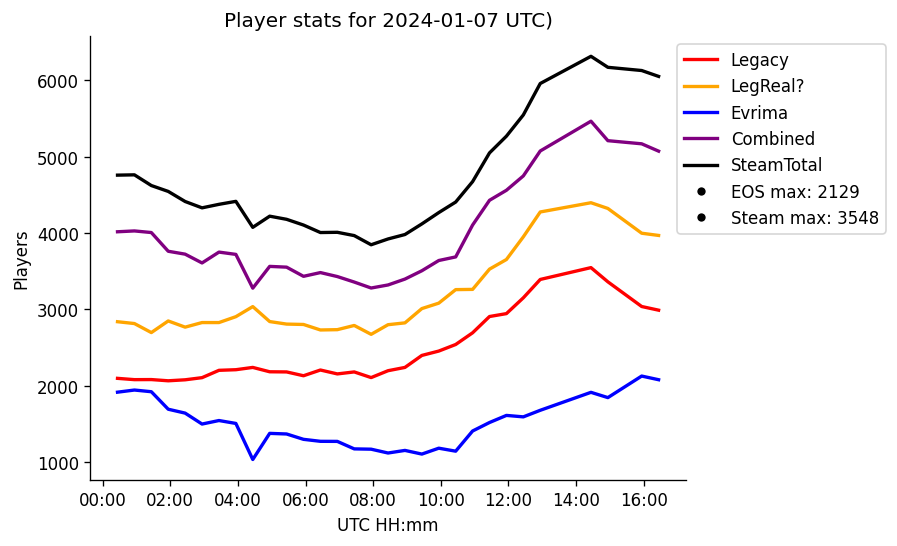 Player stats for 2024-01-07 UTC)
Legacy
LegReal?
Evrima
Combined
SteamTotal
EOS max: 2129
Steam max: 3548
Players
6000
5000
4000
3000
2000
1000
00:00 02:00 04:00 06:00 08:00 10:00 12:00 14:00 16:00
UTC HH:mm